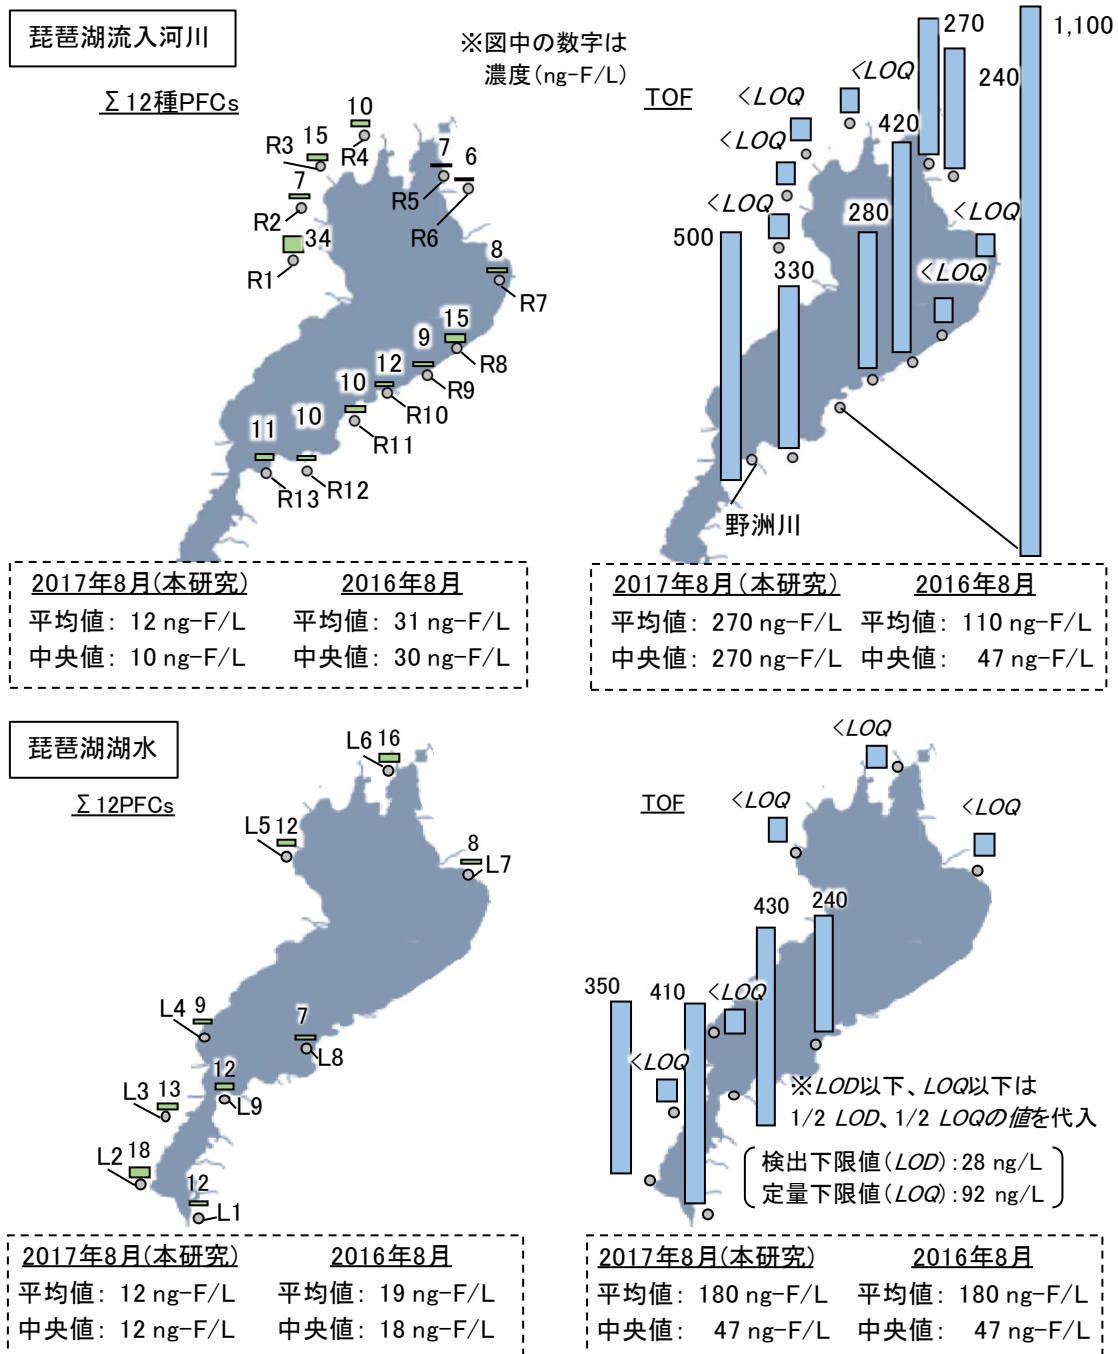 琵琶湖流入河川
※図中の数字は
濃度(ng-F/L)
Σ12種PFCs
10
R4
15
R3
7
R2
34
R1
7
R5
6
R6
8
R7
15
R8
9
R9
12
R10
10
R11
10
R12
11
R13
TOF
<LOQ
<LOQ
<LOQ
<LOQ
270
240
1,100
420
280
<LOQ
<LOQ
500
330
野洲川
2017年8月(本研究) 2016年8月
平均値: 12 ng-F/L 平均値: 31 ng-F/L
中央値: 10 ng-F/L 中央値: 30 ng-F/L
2017年8月(本研究) 2016年8月
平均値: 270 ng-F/L 平均値: 110 ng-F/L
中央値: 270 ng-F/L 中央値: 47 ng-F/L
琵琶湖湖水
Σ12PFCs
L6 16
L5 12
8
L7
9
L4
7
L8
12
L9
13
L3
18
L2
12
L1
TOF
<LOQ
<LOQ
<LOQ
430
240
350
410
<LOQ
<LOQ
※LOD以下、LOQ以下は
1/2 LOD、1/2 LOQの値を代入
検出下限値(LOD):28 ng/L
定量下限値(LOQ):92 ng/L
2017年8月(本研究) 2016年8月
平均値: 12 ng-F/L 平均値: 19 ng-F/L
中央値: 12 ng-F/L 中央値: 18 ng-F/L
2017年8月(本研究) 2016年8月
平均値: 180 ng-F/L 平均値: 180 ng-F/L
中央値: 47 ng-F/L 中央値: 47 ng-F/L